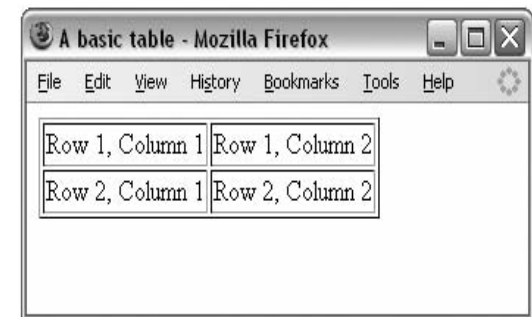 A basic table - Mozilla Firefox
File Edit View History Bookmarks Tools Help
Row 1, Column 1 Row 1, Column 2
Row 2, Column 1 Row 2, Column 2